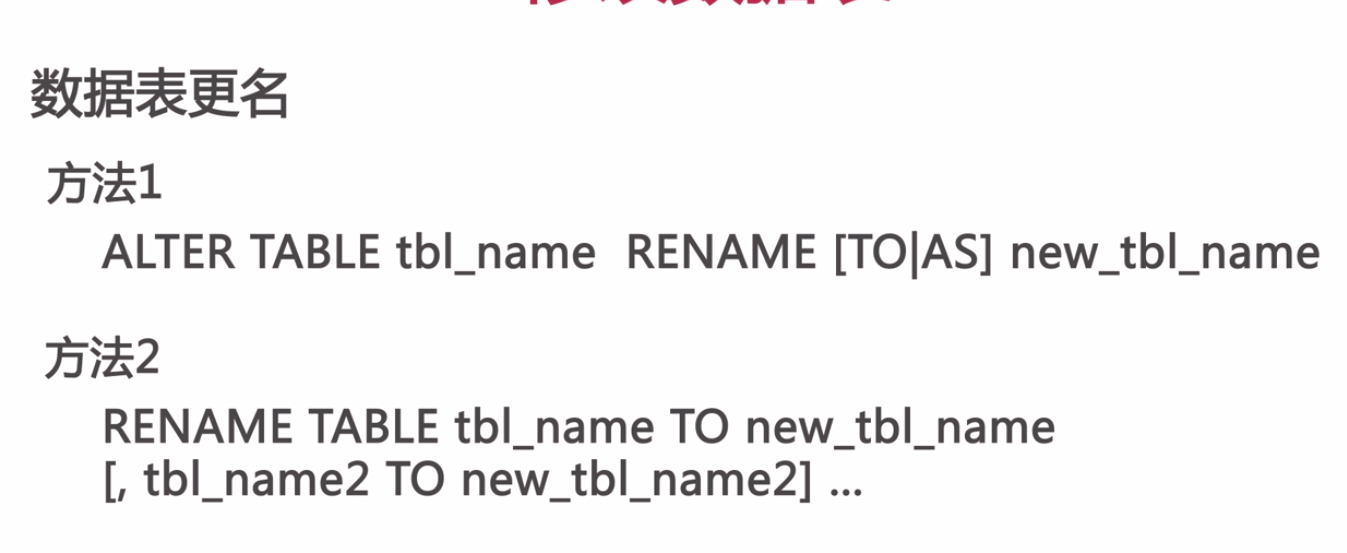 数据表更名
方法1
ALTER TABLE tbl_name RENAME [TO|AS] new_tbl_name
方法2
RENAME TABLE tbl_name TO new_tbl_name
[, tbl_name2 TO new_tbl_name2] ...